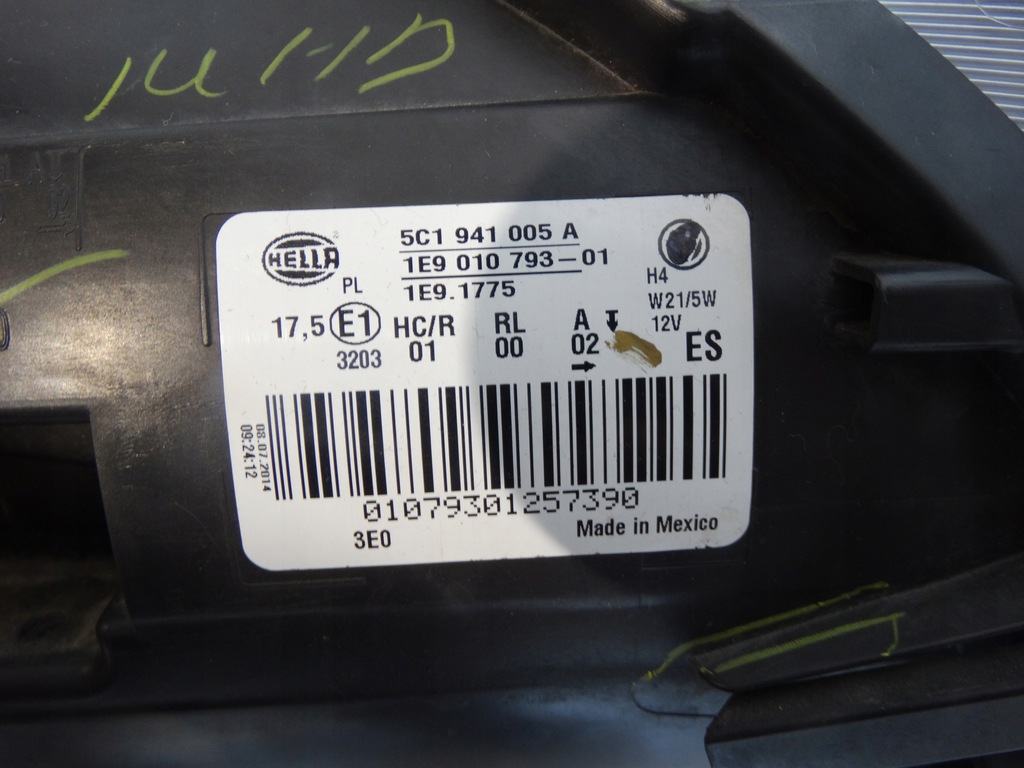 HELLA
PL
5C1 941 005 A
1E9 010 793-01
1E9.1775
H4
W21/5W
12V
17,5 E1 HC/R RL A
3203 01 00 02 ES
08.07.2014
09:24:12
01079301257390
3E0 Made in Mexico